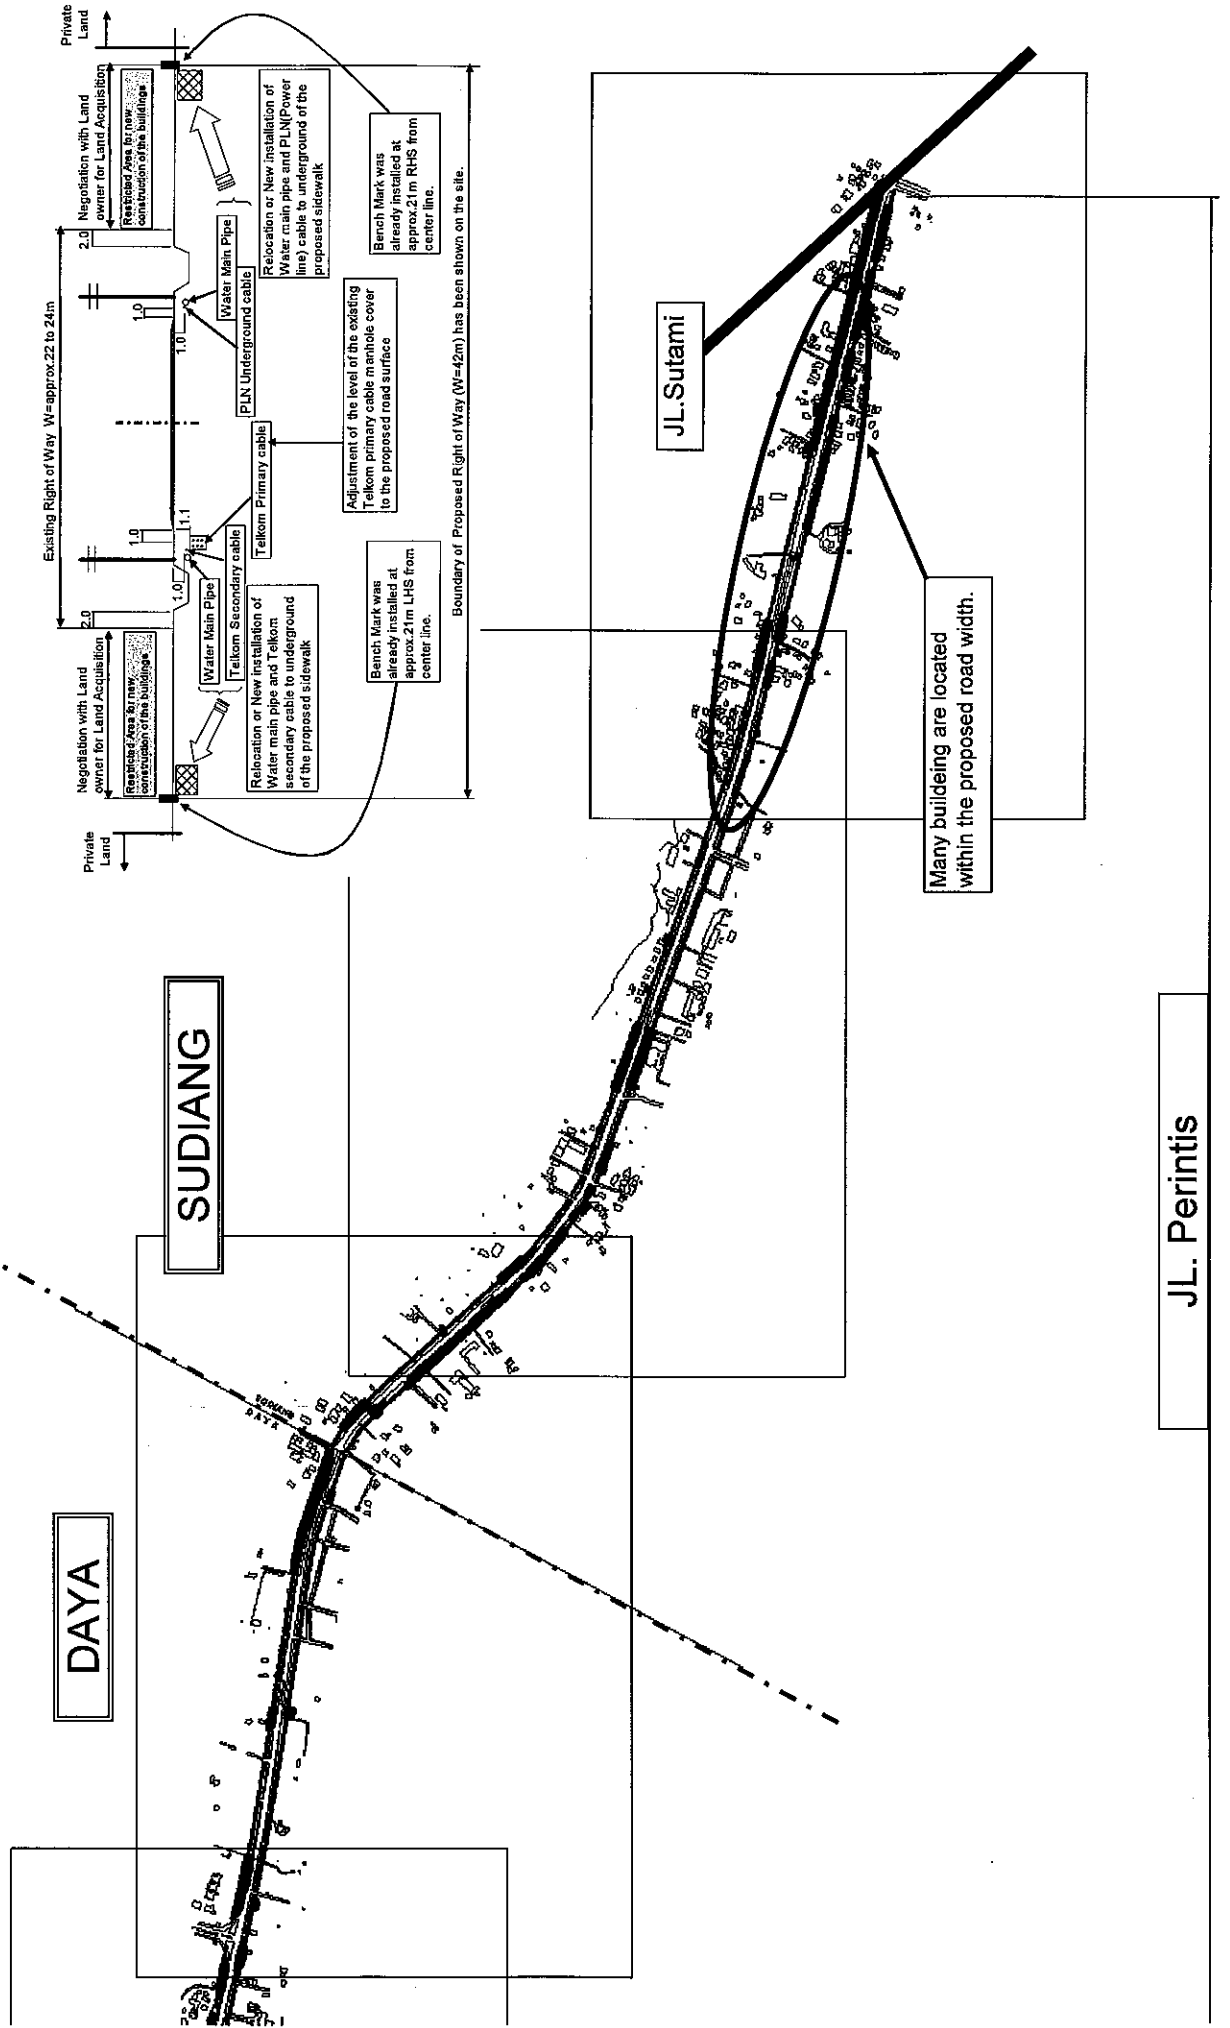 Private
Land
Negotiation with Land
owner for Land Acquisition
Restricted Area for new
construction of the buildings
2.0
Existing Right of Way W=approx.22 to 24m
1.0
1.0
1.1
1.0
1.0
2.0
Negotiation with Land
owner for Land Acquisition
Restricted Area for new
construction of the buildings
Private
Land
Water Main Pipe
Telkom Secondary cable
Telkom Primary cable
PLN Underground cable
Water Main Pipe
Relocation or New installation of
Water main pipe and Telkom
secondary cable to underground
of the proposed sidewalk
Adjustment of the level of the existing
Telkom primary cable manhole cover
to the proposed road surface
Relocation or New installation of
Water main pipe and PLN(Power
line) cable to underground of the
proposed sidewalk
Bench Mark was
already installed at
approx.21m LHS from
center line.
Bench Mark was
already installed at
approx.21m RHS from
center line.
Boundary of Proposed Right of Way (W=42m) has been shown on the site.
DAYA
SUDIANG
SUDIANG
DAYA
JL.Sutami
Many buildeing are located
within the proposed road width.
JL. Perintis